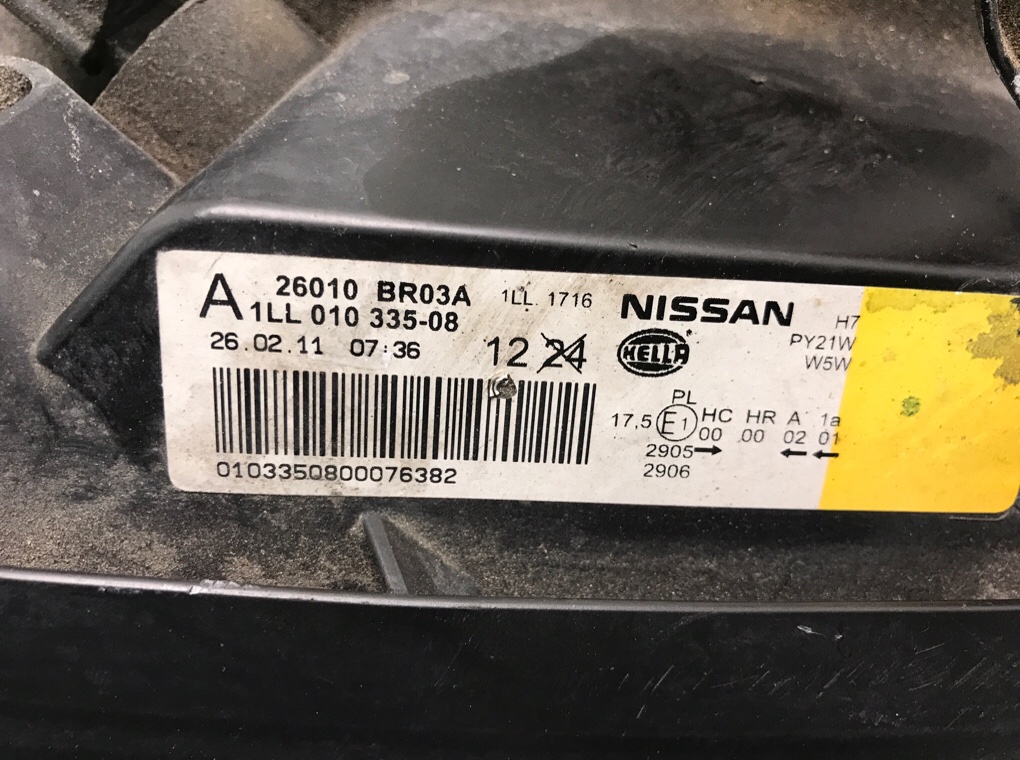 A 26010 BR03A 1LL. 1716 NISSAN H7
1LL 010 335-08 PY21W
26.02.11 07:36 12 24 HELLA W5W
PL
17,5 E1 HC HR A 1a
00 00 02 01
2905 → ← ←
2906
0103350800076382